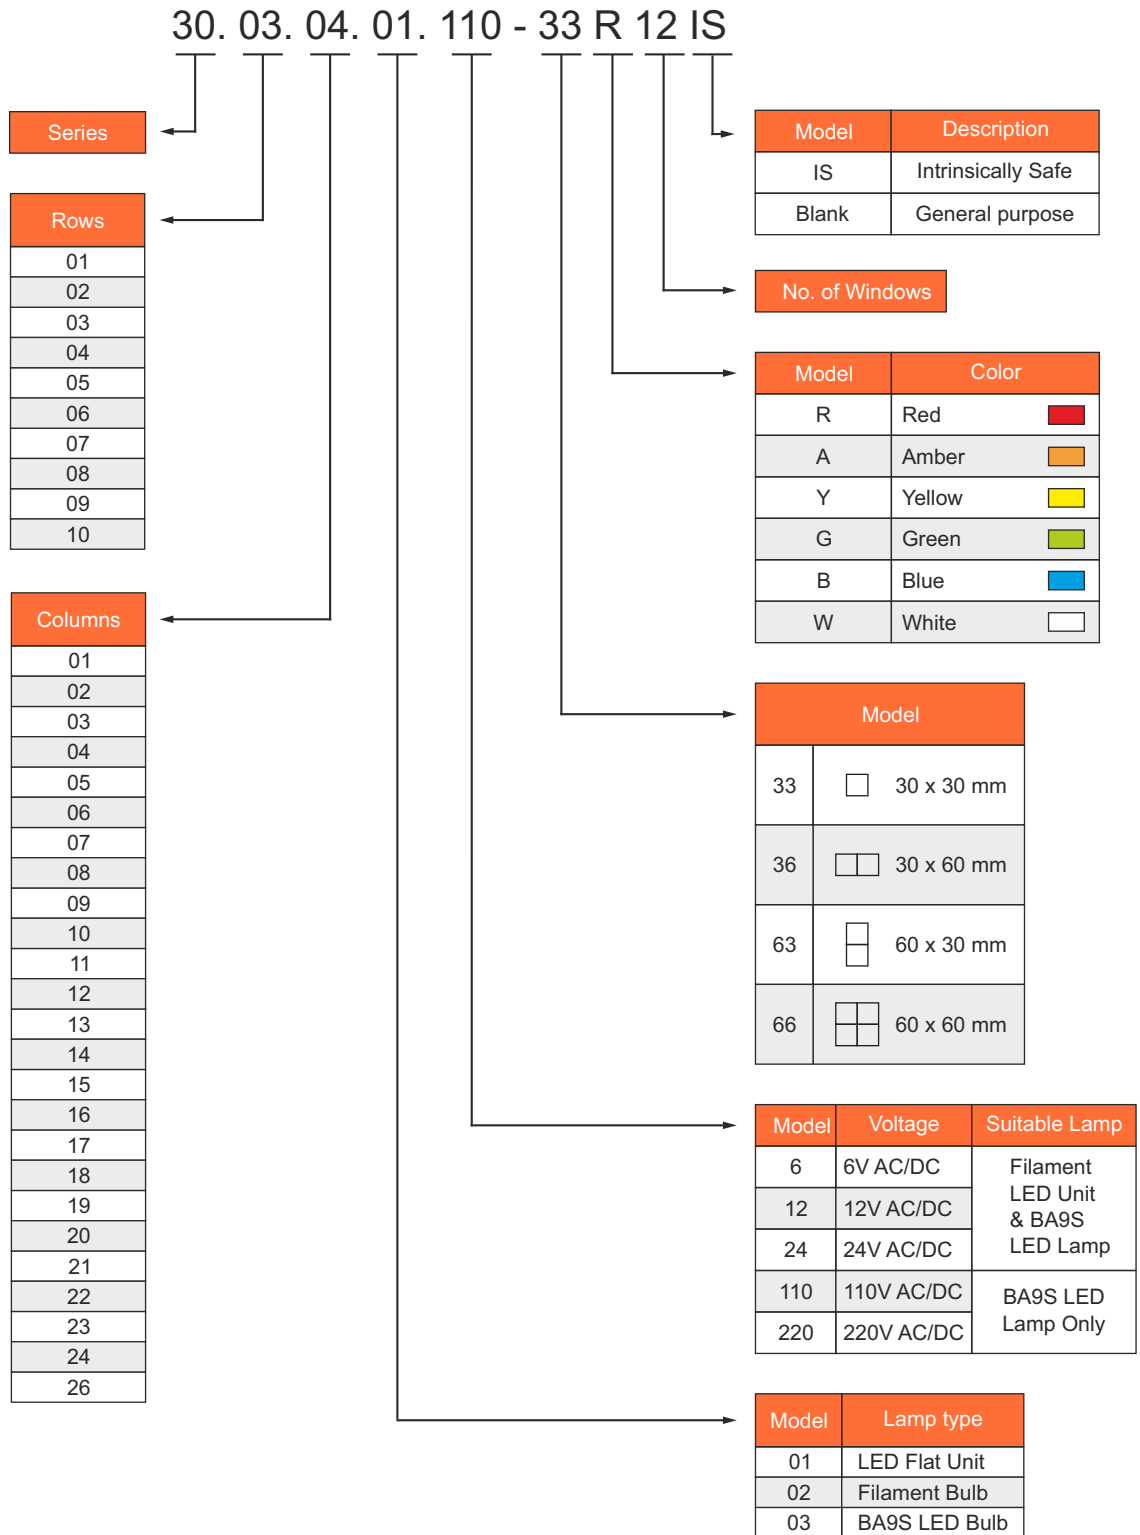 30. 03. 04. 01. 110 - 33 R 12 IS
Series
Rows
01
02
03
04
05
06
07
08
09
10
Columns
01
02
03
04
05
06
07
08
09
10
11
12
13
14
15
16
17
18
19
20
21
22
23
24
26
Model Description
IS Intrinsically Safe
Blank General purpose
No. of Windows
Model Color
R Red
A Amber
Y Yellow
G Green
B Blue
W White
Model
33 30 x 30 mm
36 30 x 60 mm
63 60 x 30 mm
66 60 x 60 mm
Model Voltage Suitable Lamp
6 6V AC/DC
12 12V AC/DC
24 24V AC/DC
Filament
LED Unit
& BA9S
LED Lamp
110 110V AC/DC
220 220V AC/DC
BA9S LED
Lamp Only
Model Lamp type
01 LED Flat Unit
02 Filament Bulb
03 BA9S LED Bulb